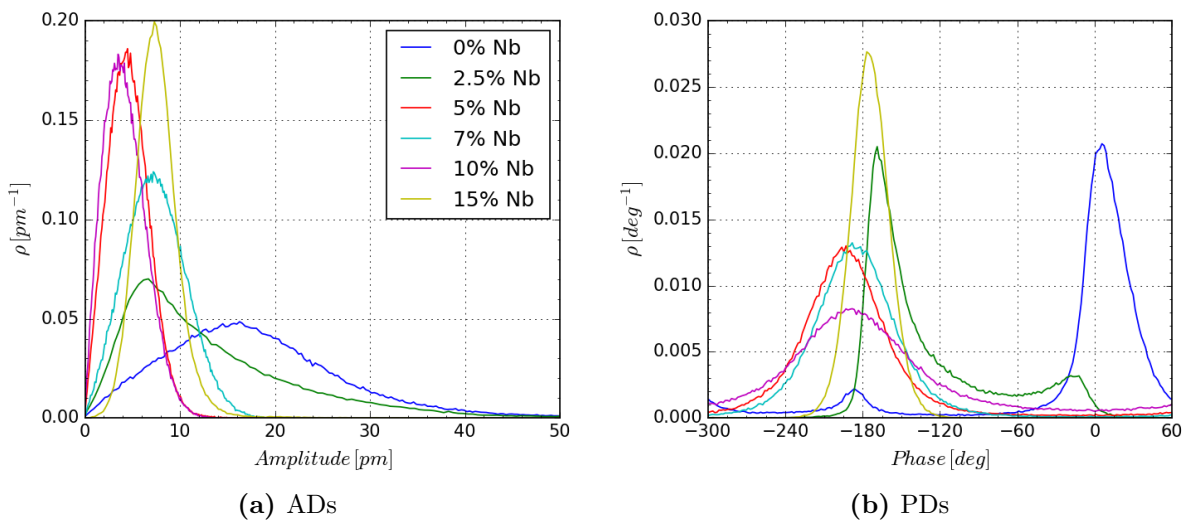 0.20
0.15
0.10
0.05
0.00
ρ [pm⁻¹]
0 10 20 30 40 50
Amplitude [pm]
0% Nb
2.5% Nb
5% Nb
7% Nb
10% Nb
15% Nb
(a) ADs
0.030
0.025
0.020
0.015
0.010
0.005
0.000
ρ [deg⁻¹]
−300 −240 −180 −120 −60 0 60
Phase [deg]
(b) PDs